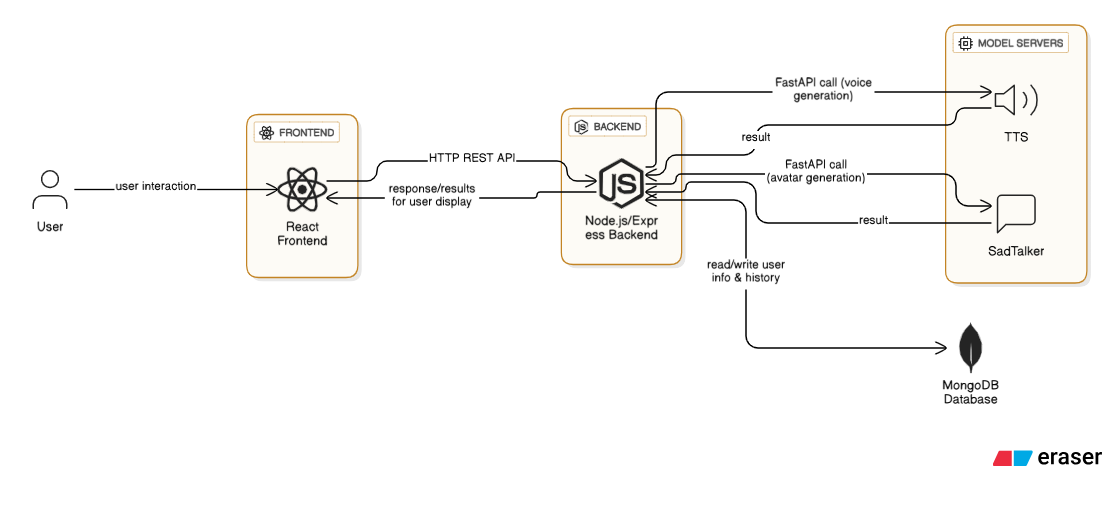 MODEL SERVERS
FastAPI call (voice
generation)
TTS
result
FastAPI call
(avatar generation)
result
SadTalker
BACKEND
Node.js/Expr
ess Backend
FRONTEND
HTTP REST API
response/results
for user display
React
Frontend
user interaction
User
read/write user
info & history
MongoDB
Database
eraser